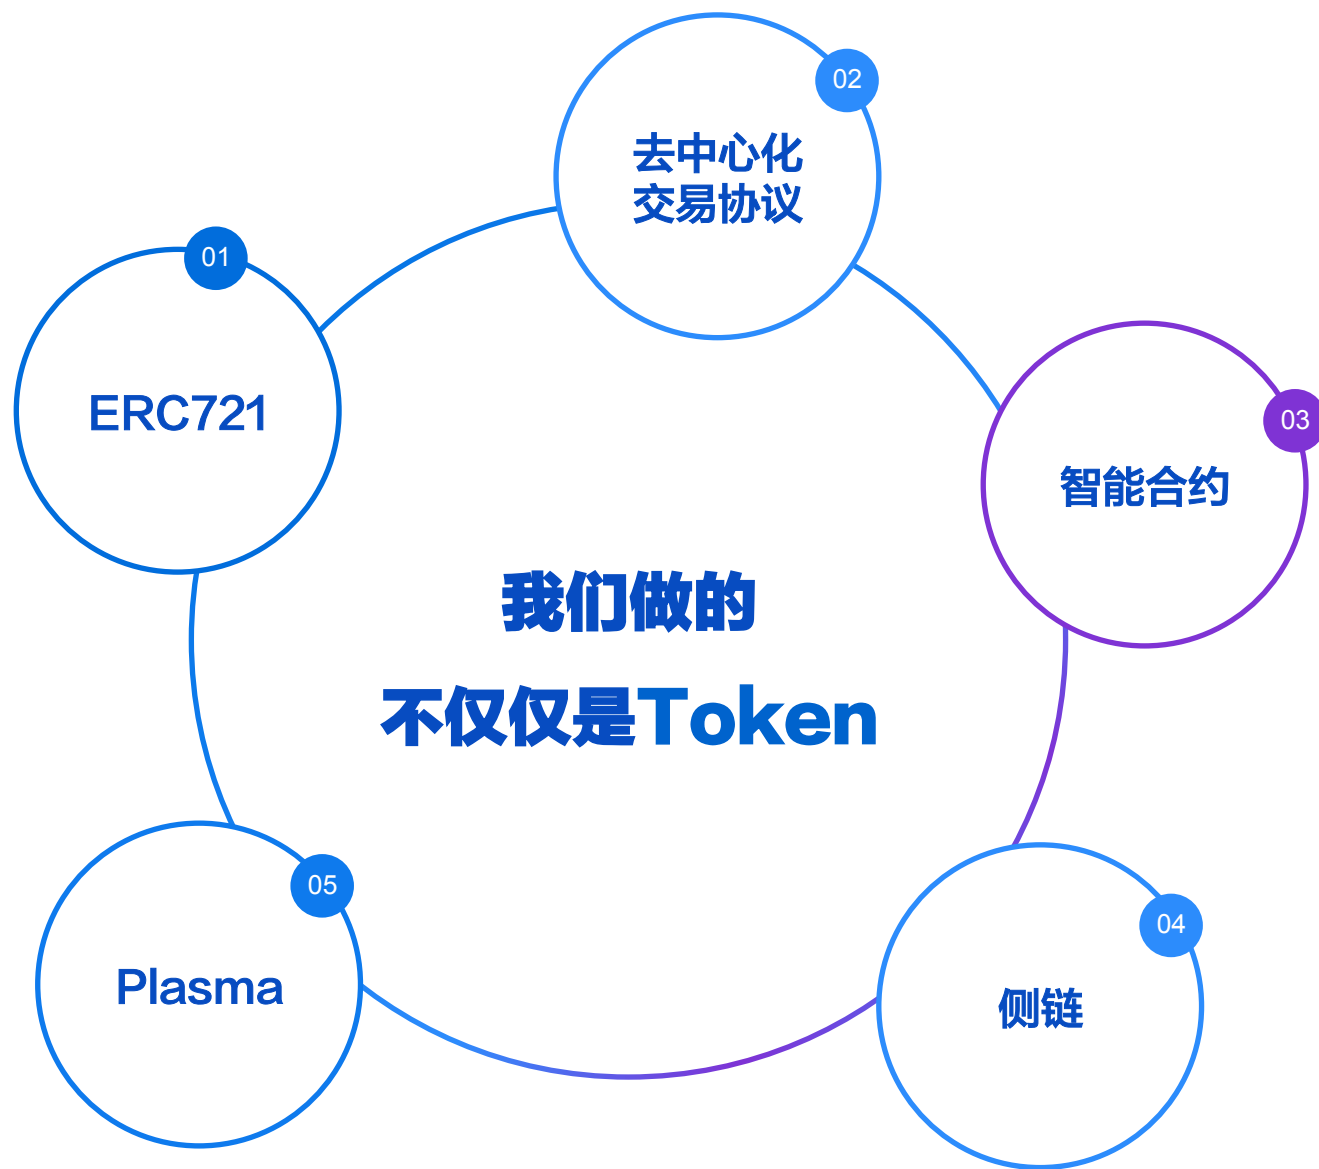 01
ERC721
02
去中心化
交易协议
03
智能合约
04
侧链
05
Plasma
我们做的
不仅仅是Token